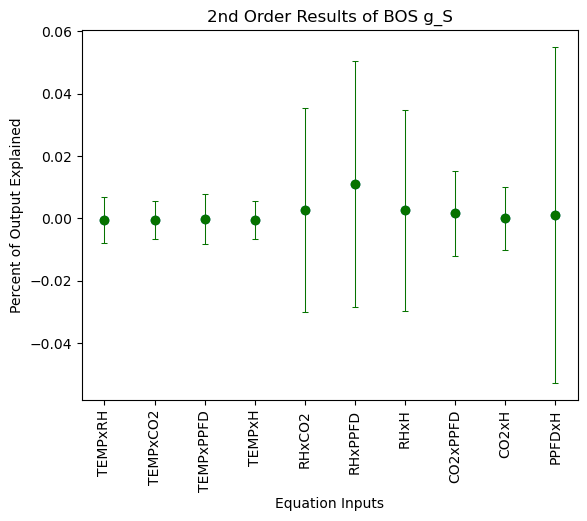 2nd Order Results of BOS g_S
Percent of Output Explained
0.06
0.04
0.02
0.00
−0.02
−0.04
TEMPxRH
TEMPxCO2
TEMPxPPFD
TEMPxH
RHxCO2
RHxPPFD
RHxH
CO2xPPFD
CO2xH
PPFDxH
Equation Inputs